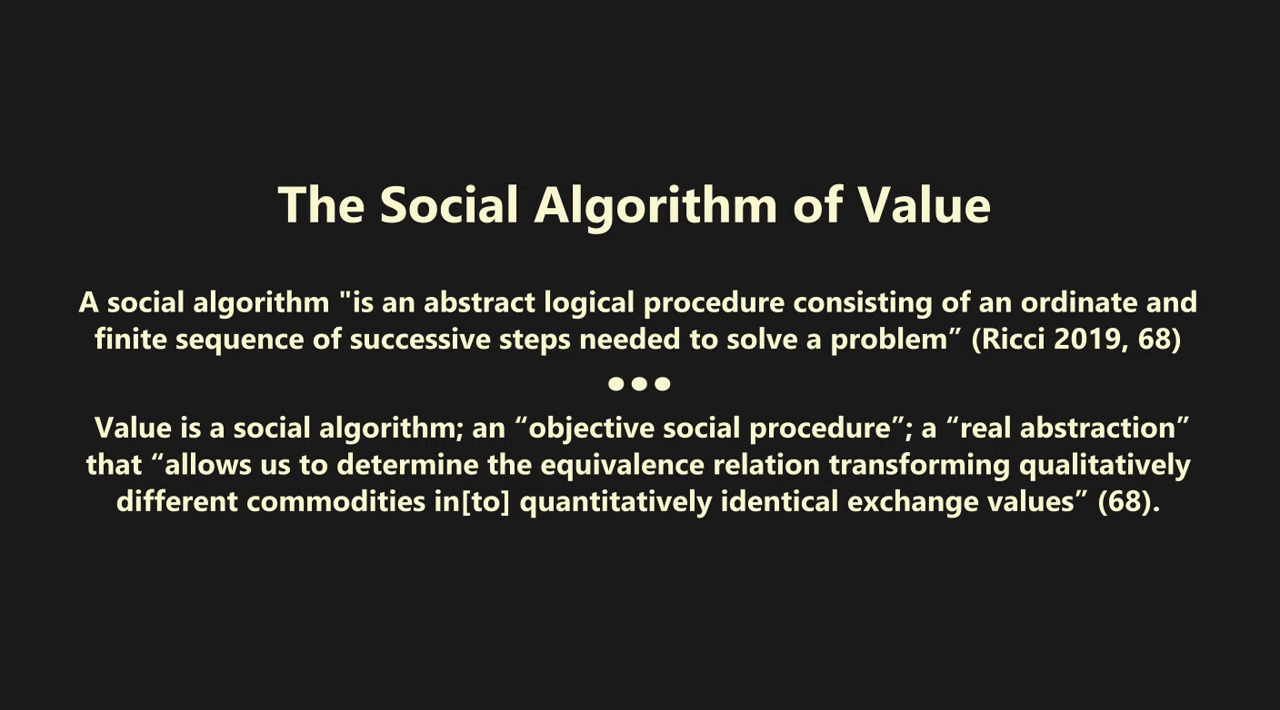 The Social Algorithm of Value
A social algorithm "is an abstract logical procedure consisting of an ordinate and
finite sequence of successive steps needed to solve a problem” (Ricci 2019, 68)
●●●
Value is a social algorithm; an “objective social procedure”; a “real abstraction”
that “allows us to determine the equivalence relation transforming qualitatively
different commodities in[to] quantitatively identical exchange values” (68).